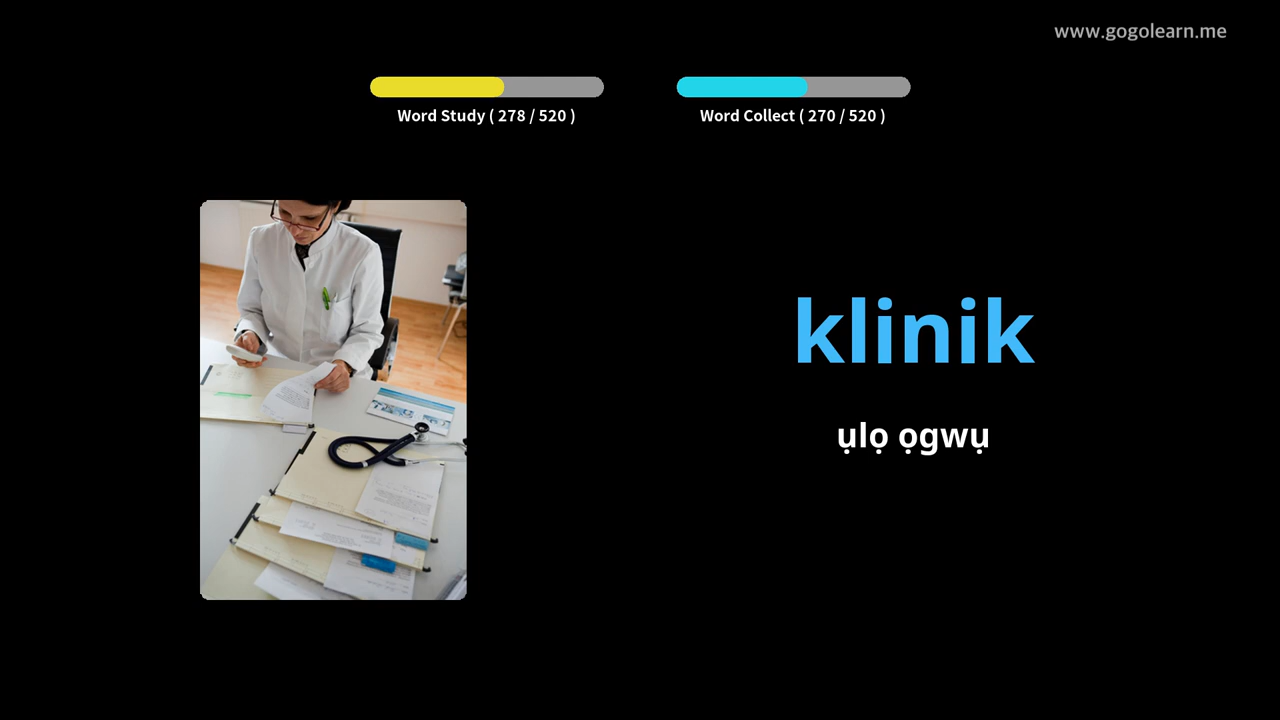 www.gogolearn.me
Word Study ( 278 / 520 )
Word Collect ( 270 / 520 )
klinik
ụlọ ọgwụ